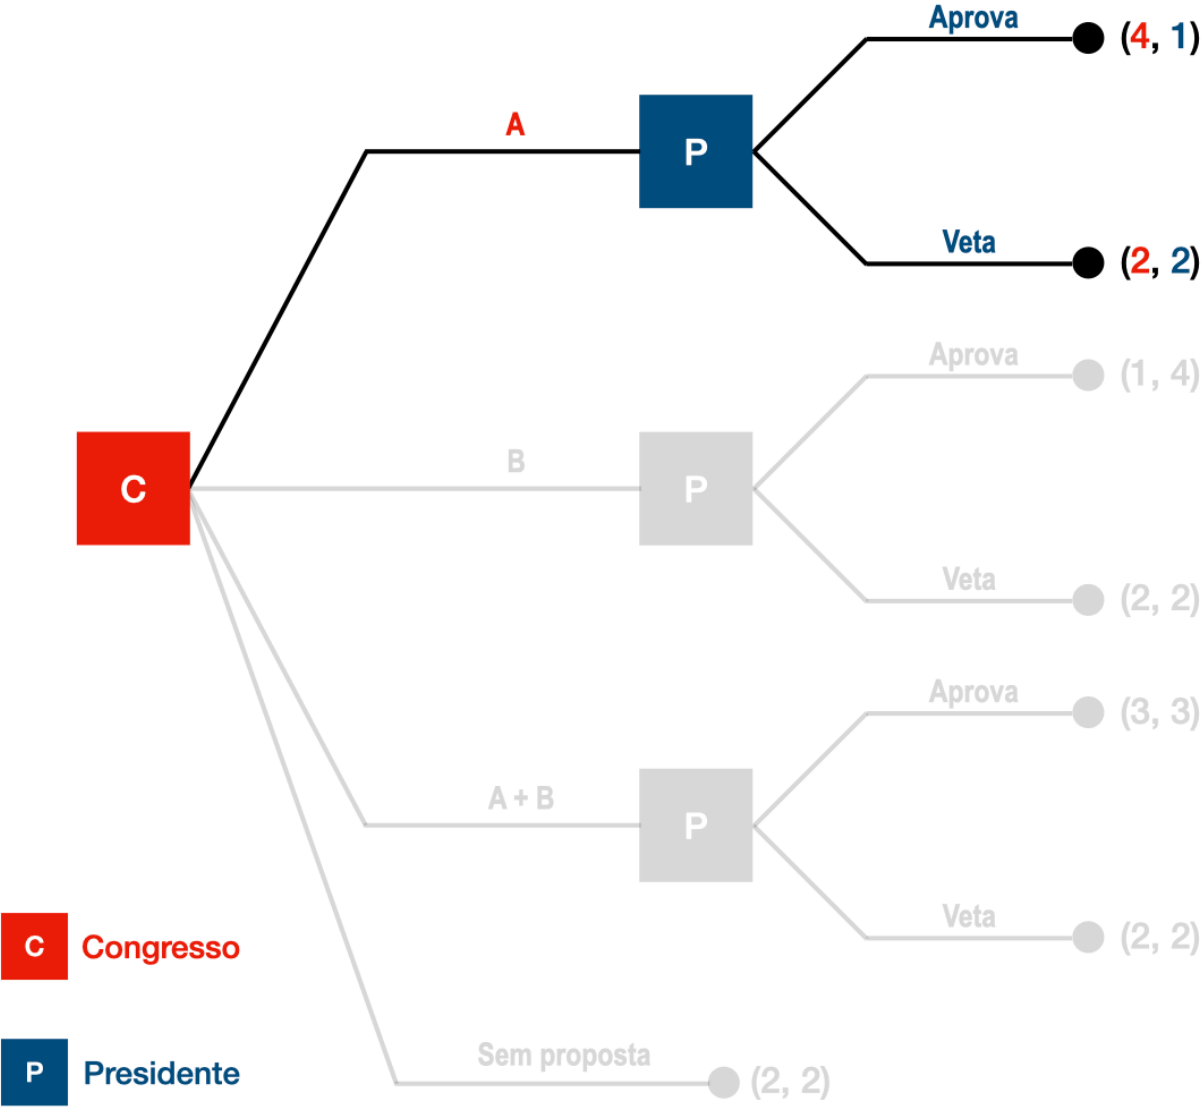 Aprova
(4, 1)
A
P
Veta
(2, 2)
Aprova
(1, 4)
B
C
P
Veta
(2, 2)
Aprova
(3, 3)
A + B
P
Veta
(2, 2)
C Congresso
Sem proposta
(2, 2)
P Presidente